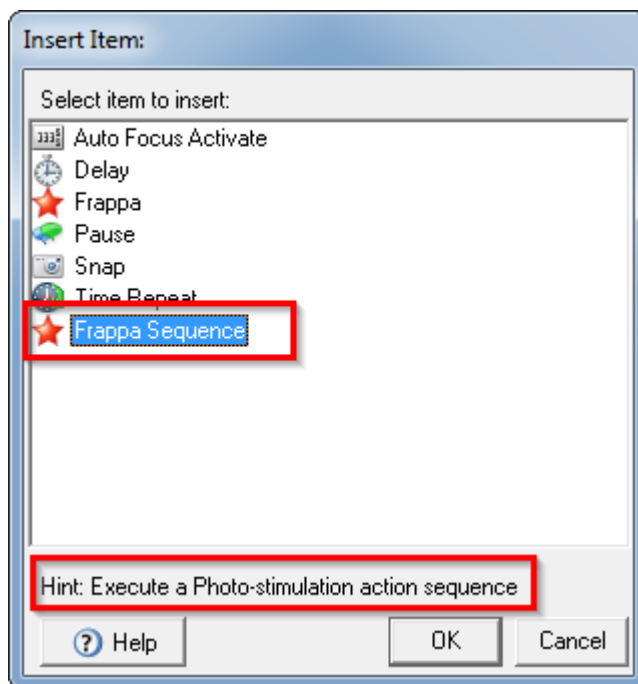 Insert Item:
Select item to insert:
Auto Focus Activate
Delay
Frappa
Pause
Snap
Time Repeat
Frappa Sequence
Hint: Execute a Photo-stimulation action sequence
Help
OK
Cancel